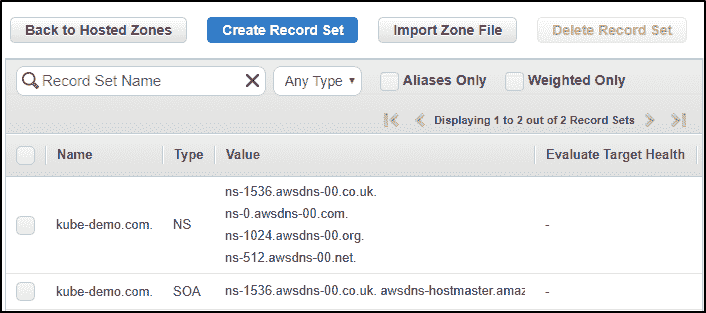 Back to Hosted Zones Create Record Set Import Zone File Delete Record Set
Record Set Name Any Type Aliases Only Weighted Only
Displaying 1 to 2 out of 2 Record Sets
Name Type Value Evaluate Target Health
ns-1536.awsdns-00.co.uk.
ns-0.awsdns-00.com.
kube-demo.com. NS -
ns-1024.awsdns-00.org.
ns-512.awsdns-00.net.
kube-demo.com. SOA ns-1536.awsdns-00.co.uk. awsdns-hostmaster.amaz -